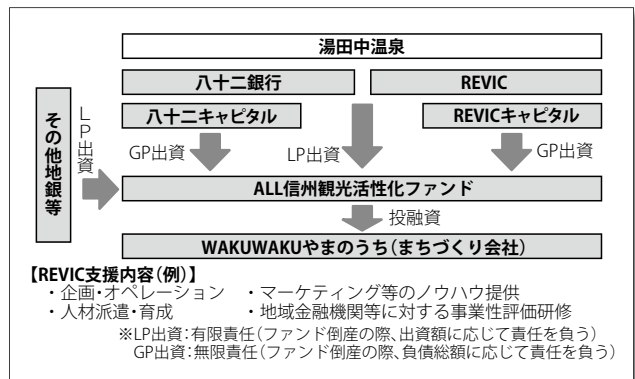 湯田中温泉
八十二銀行
REVIC
八十二キャピタル
REVICキャピタル
その他地銀等
LP出資
GP出資
LP出資
GP出資
ALL信州観光活性化ファンド
投融資
WAKUWAKUやまのうち(まちづくり会社)
【REVIC支援内容(例)】
・企画・オペレーション ・マーケティング等のノウハウ提供
・人材派遣・育成 ・地域金融機関等に対する事業性評価研修
※LP出資:有限責任(ファンド倒産の際、出資額に応じて責任を負う)
GP出資:無限責任(ファンド倒産の際、負債総額に応じて責任を負う)